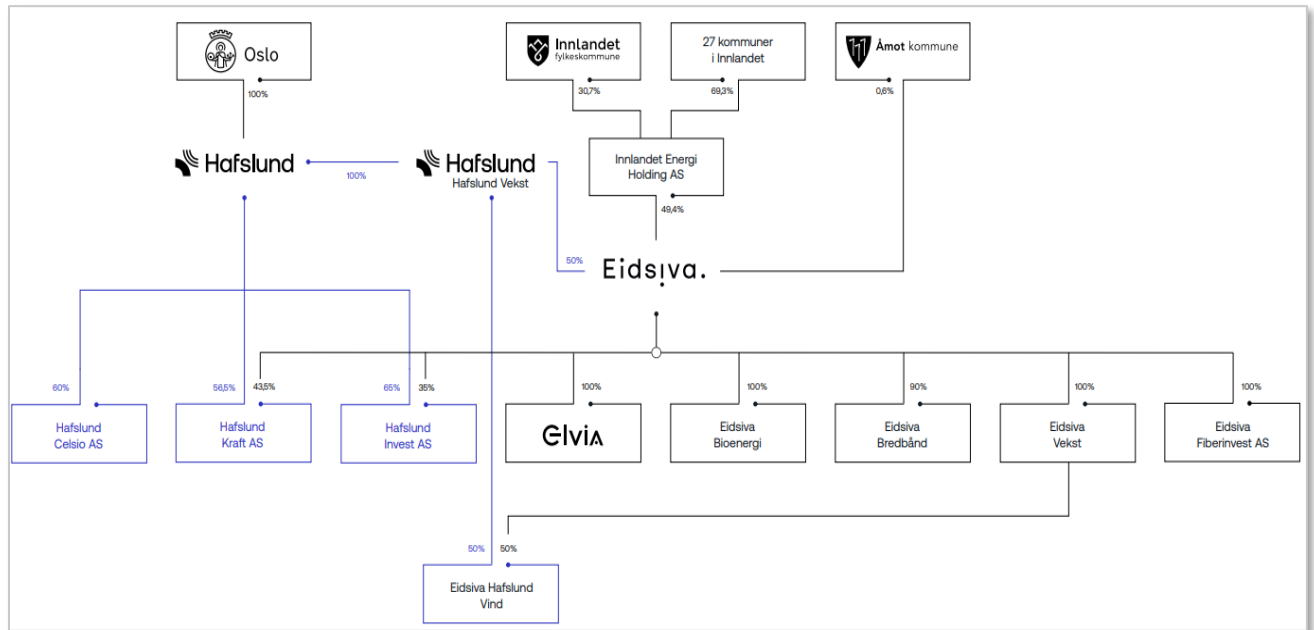 Oslo
Innlandet
fylkeskommune
27 kommuner
i Innlandet
Åmot kommune
100%
30,7%
69,3%
0,6%
Hafslund
100%
Hafslund
Hafslund Vekst
Innlandet Energi
Holding AS
49,4%
50%
Eidsiva.
60%
56,5%
43,5%
65%
35%
100%
100%
90%
100%
100%
Hafslund
Celsio AS
Hafslund
Kraft AS
Hafslund
Invest AS
Elvia
Eidsiva
Bioenergi
Eidsiva
Bredbånd
Eidsiva
Vekst
Eidsiva
Fiberinvest AS
50%
50%
Eidsiva Hafslund
Vind